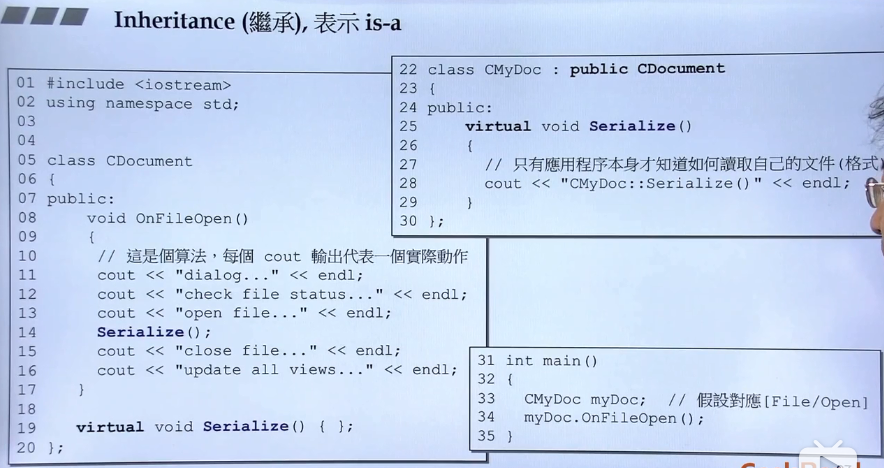 Inheritance (繼承), 表示 is-a
01 #include <iostream>
02 using namespace std;
03
04
05 class CDocument
06 {
07 public:
08     void OnFileOpen()
09     {
10      // 這是個算法，每個 cout 輸出代表一個實際動作
11      cout << "dialog..." << endl;
12      cout << "check file status..." << endl;
13      cout << "open file..." << endl;
14      Serialize();
15      cout << "close file..." << endl;
16      cout << "update all views..." << endl;
17    }
18
19    virtual void Serialize() { };
20 };
22 class CMyDoc : public CDocument
23 {
24 public:
25     virtual void Serialize()
26     {
27       // 只有應用程序本身才知道如何讀取自己的文件(格式)
28       cout << "CMyDoc::Serialize()" << endl;
29     }
30 };
31 int main()
32 {
33   CMyDoc myDoc;  // 假設對應[File/Open]
34   myDoc.OnFileOpen();
35 }